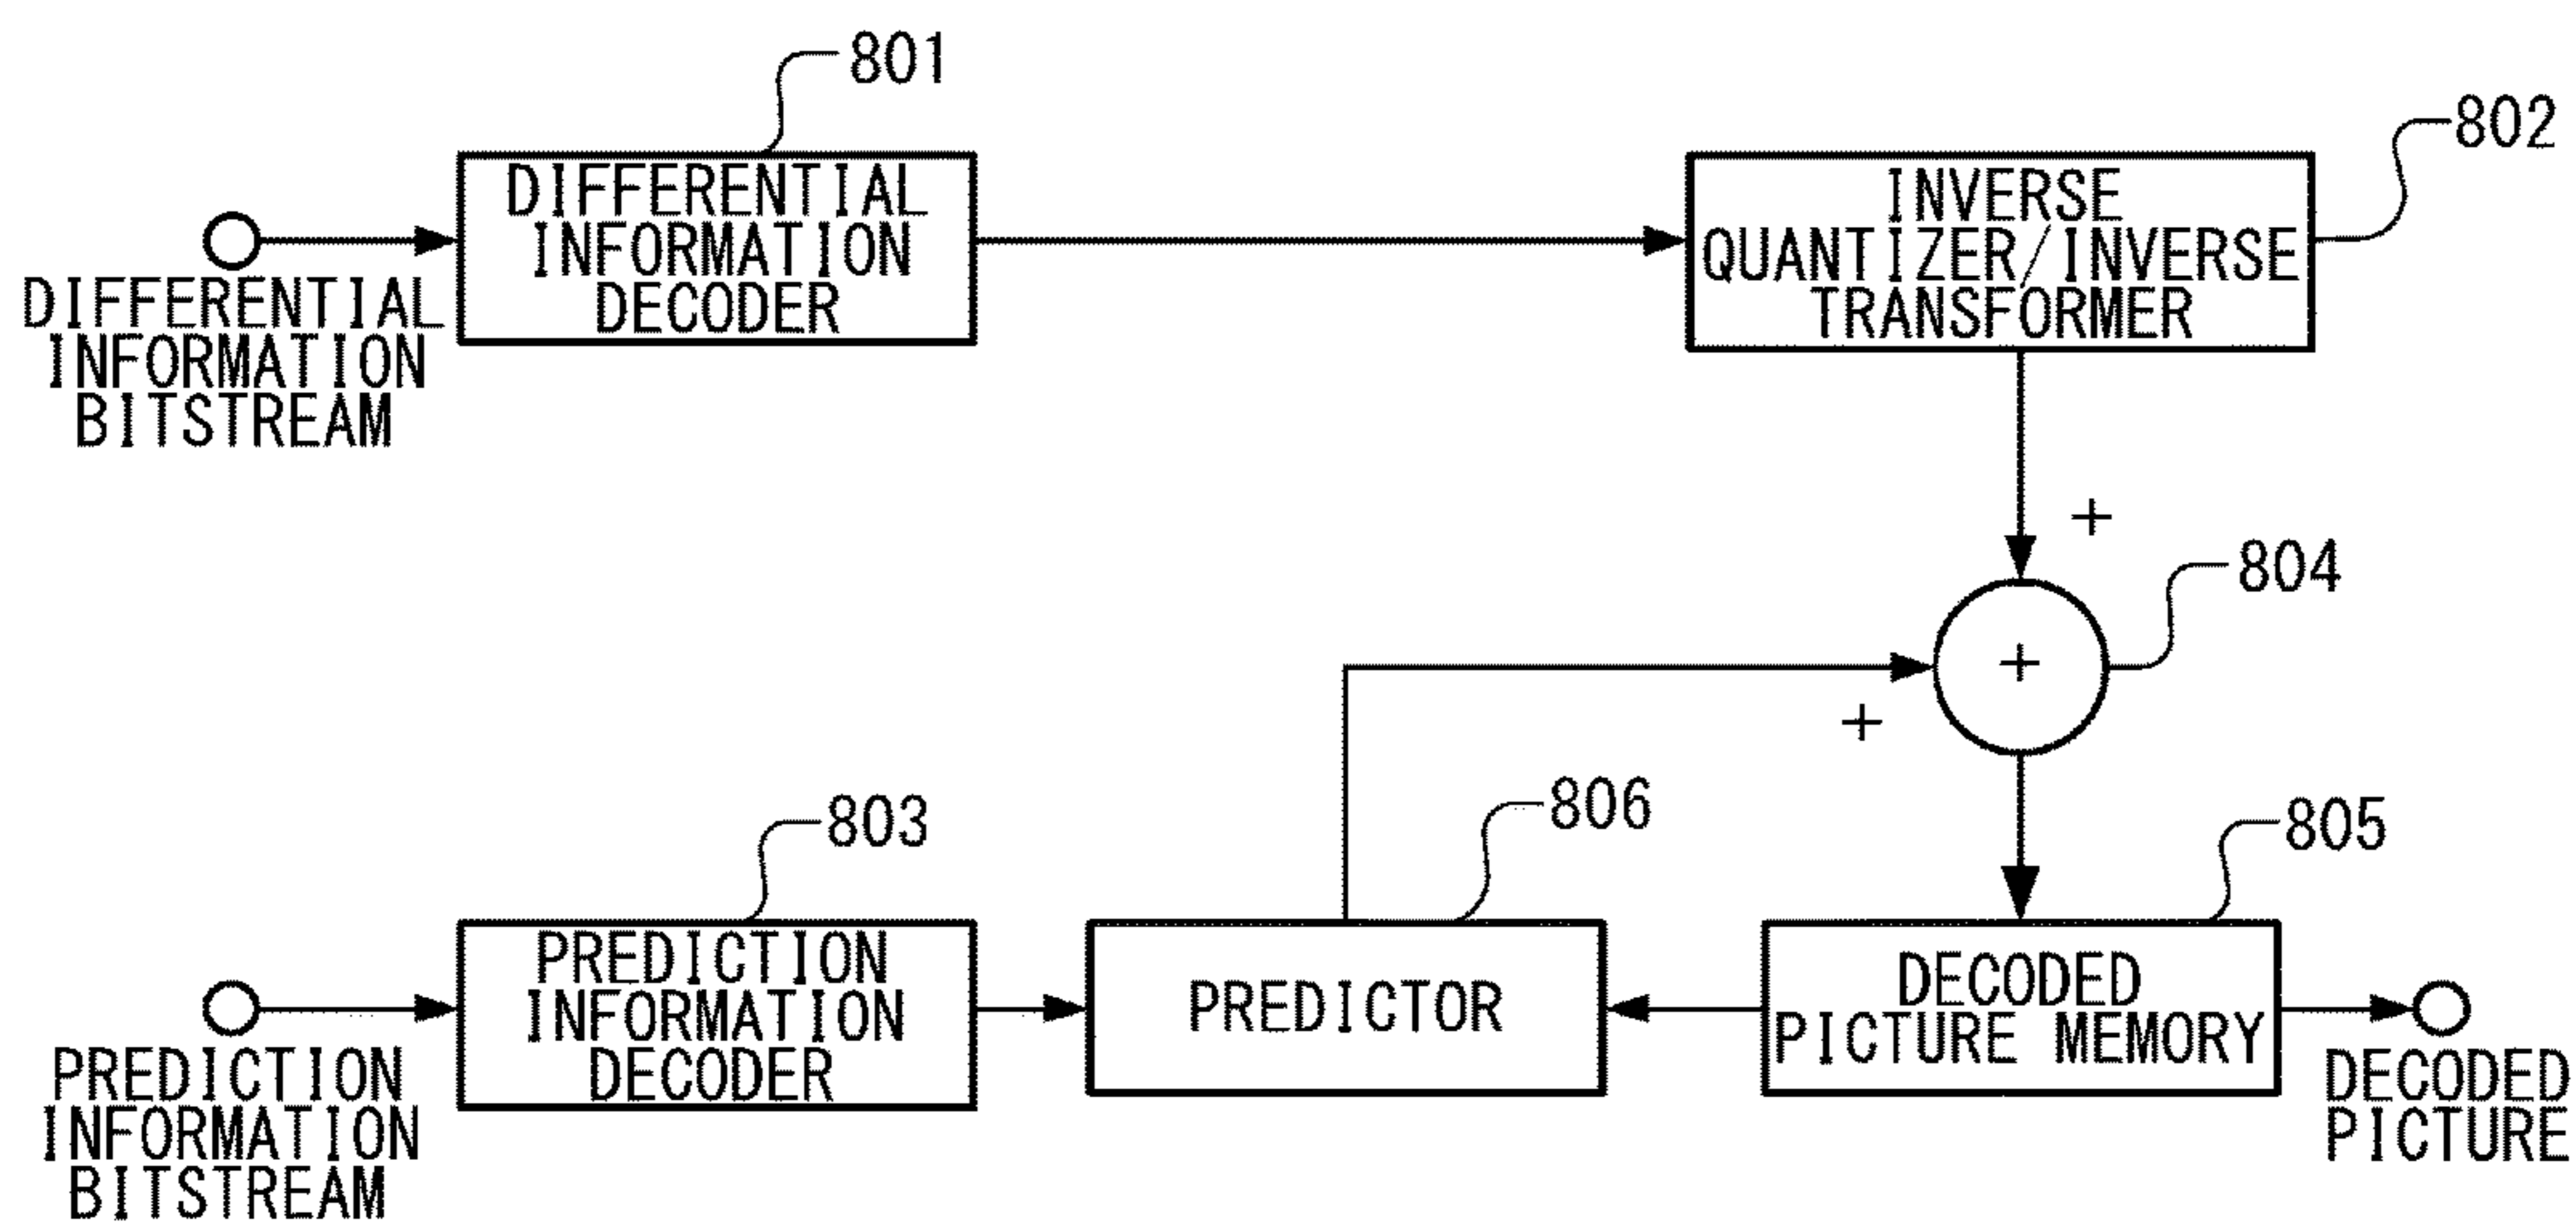 801
DIFFERENTIAL
INFORMATION
DECODER
802
INVERSE
QUANTIZER/INVERSE
TRANSFORMER
DIFFERENTIAL
INFORMATION
BITSTREAM
+
804
+
+
803
806
805
PREDICTION
INFORMATION
DECODER
PREDICTOR
DECODED
PICTURE MEMORY
PREDICTION
INFORMATION
BITSTREAM
DECODED
PICTURE